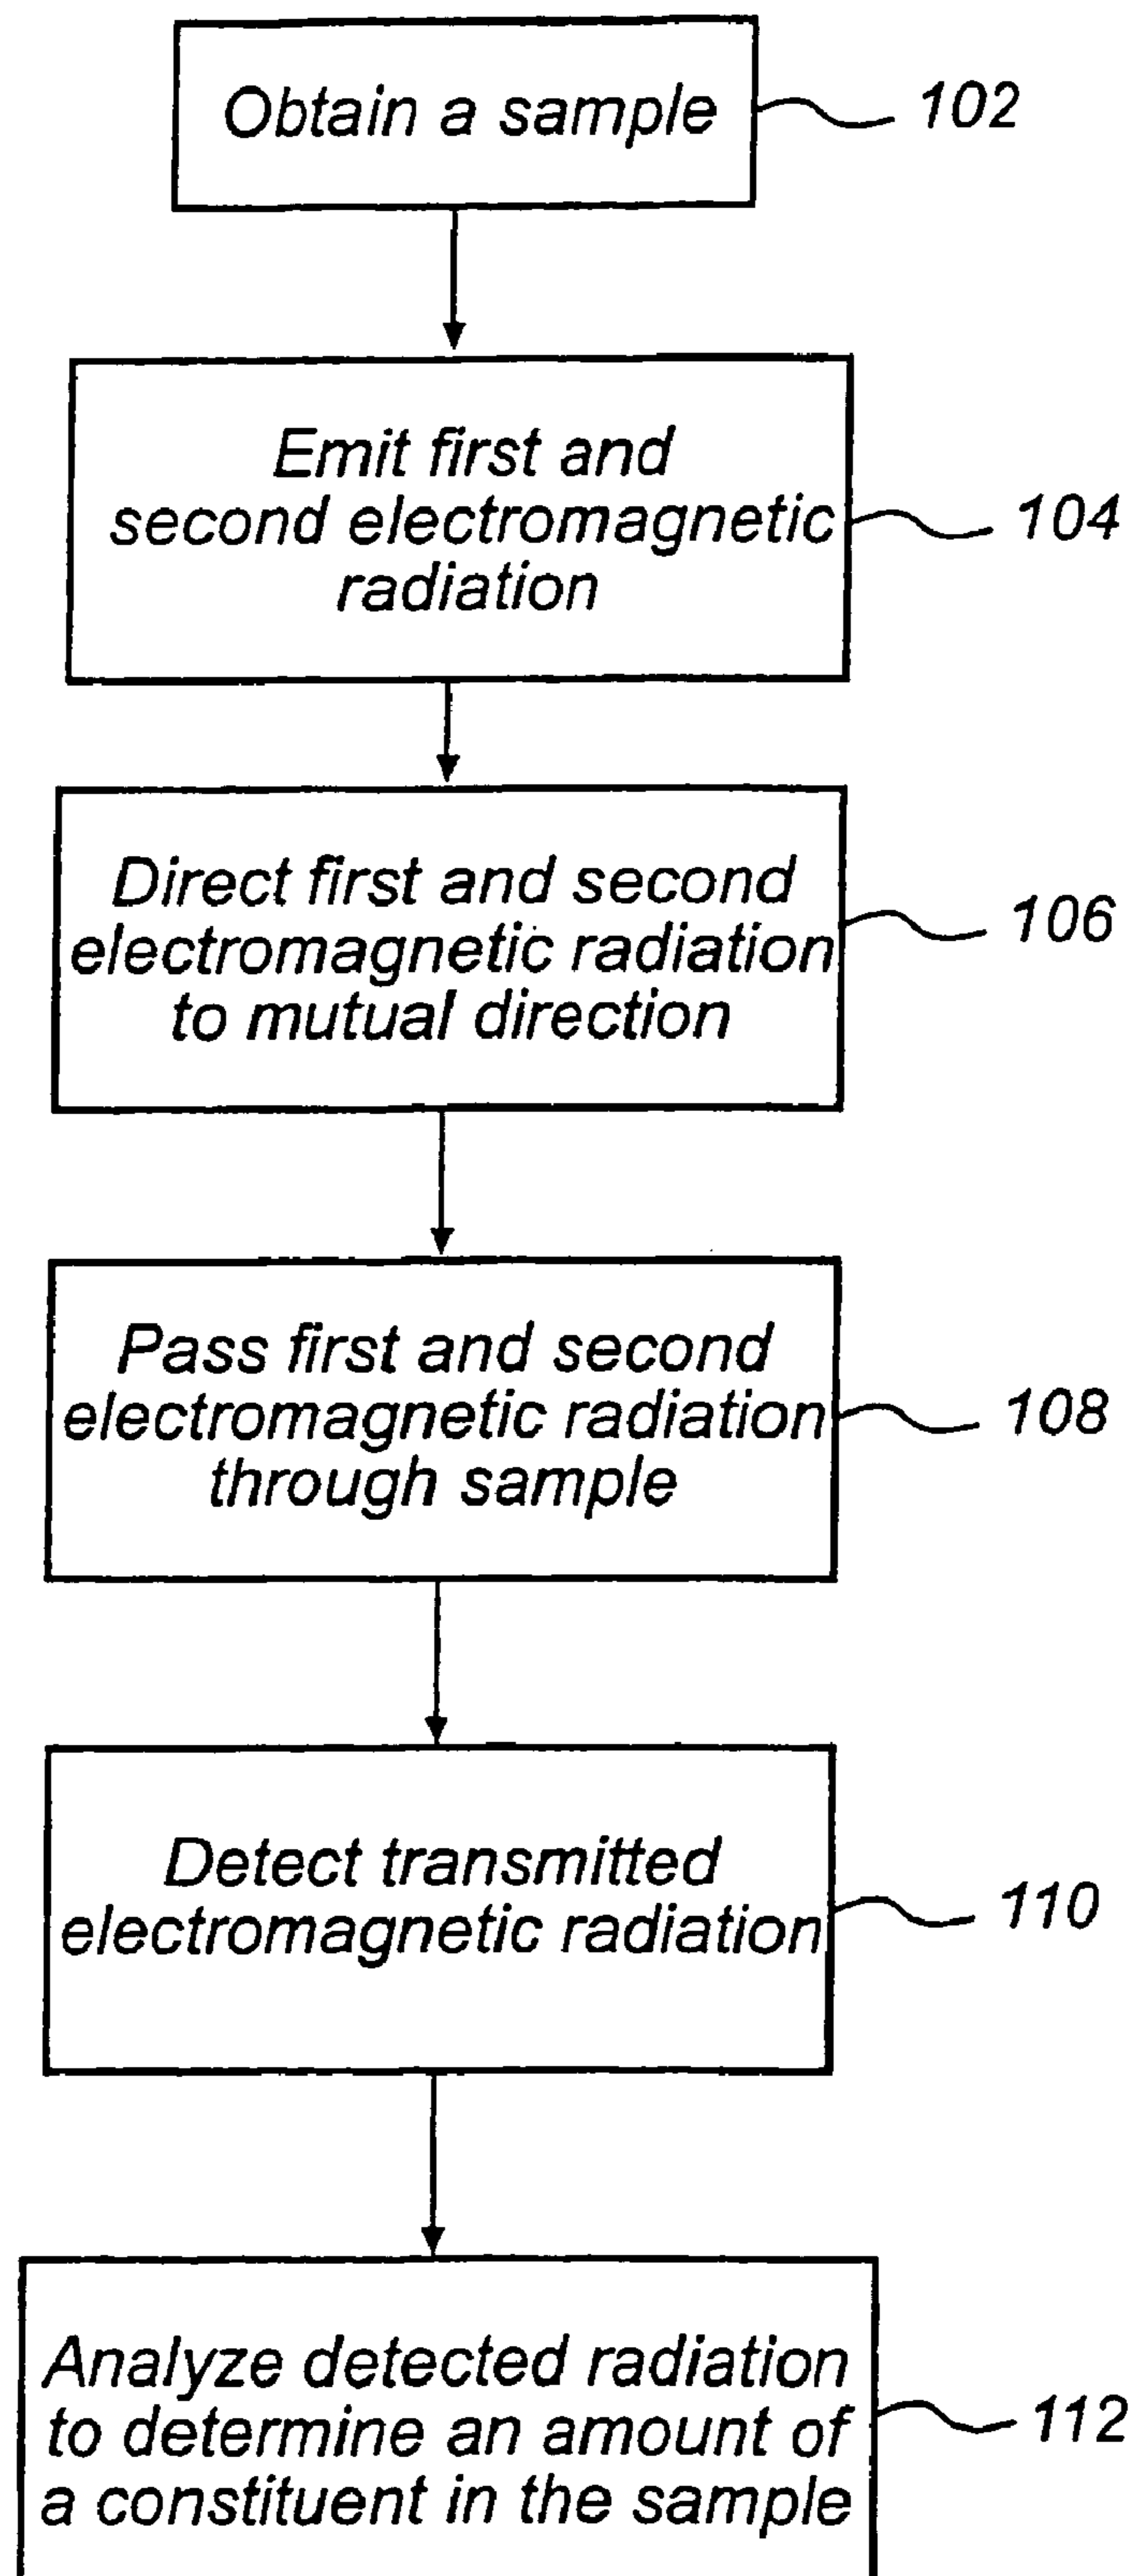 Obtain a sample
102
Emit first and
second electromagnetic
radiation
104
Direct first and second
electromagnetic radiation
to mutual direction
106
Pass first and second
electromagnetic radiation
through sample
108
Detect transmitted
electromagnetic radiation
110
Analyze detected radiation
to determine an amount of
a constituent in the sample
112